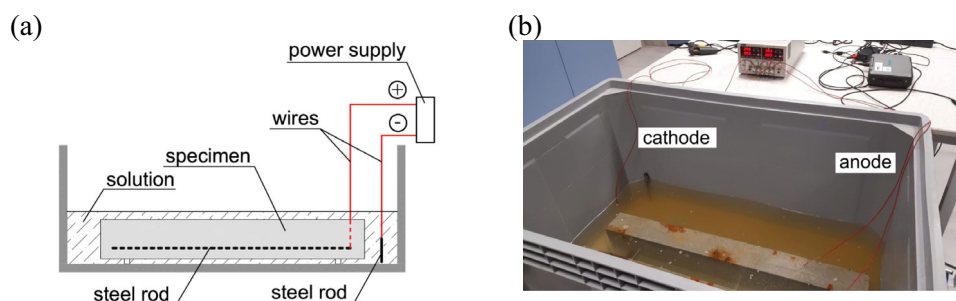 (a)
power supply
+
-
wires
specimen
solution
steel rod
steel rod
(b)
cathode
anode